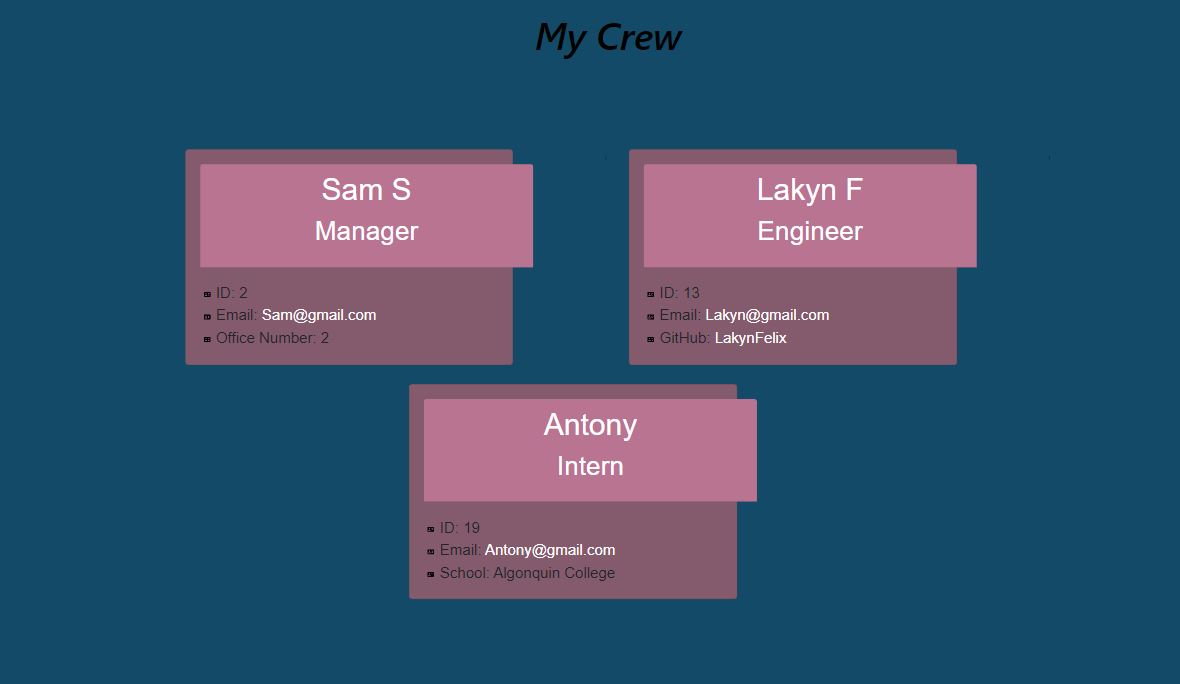 My Crew
Sam S
Manager
ID: 2
Email: Sam@gmail.com
Office Number: 2
Lakyn F
Engineer
ID: 13
Email: Lakyn@gmail.com
GitHub: LakynFelix
Antony
Intern
ID: 19
Email: Antony@gmail.com
School: Algonquin College